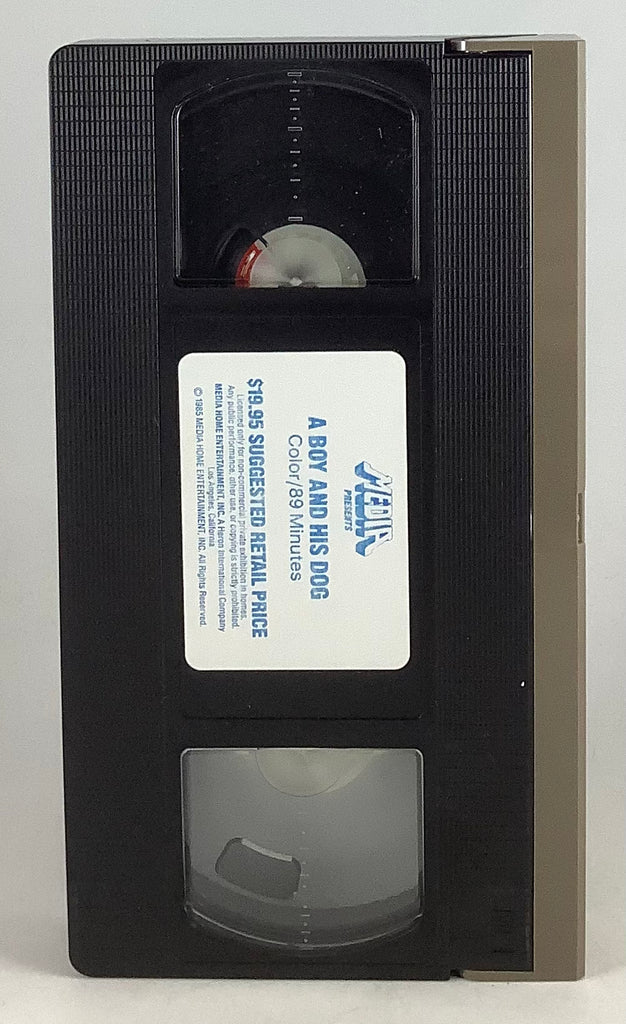 MEDIA
PRESENTS
A BOY AND HIS DOG
Color/89 Minutes
$19.95 SUGGESTED RETAIL PRICE
Licensed only for non-commercial private exhibition in homes.
Any public performance, other use, or copying is strictly prohibited.
MEDIA HOME ENTERTAINMENT, INC. A Heron International Company
Los Angeles, California
© 1985 MEDIA HOME ENTERTAINMENT, INC. All Rights Reserved.